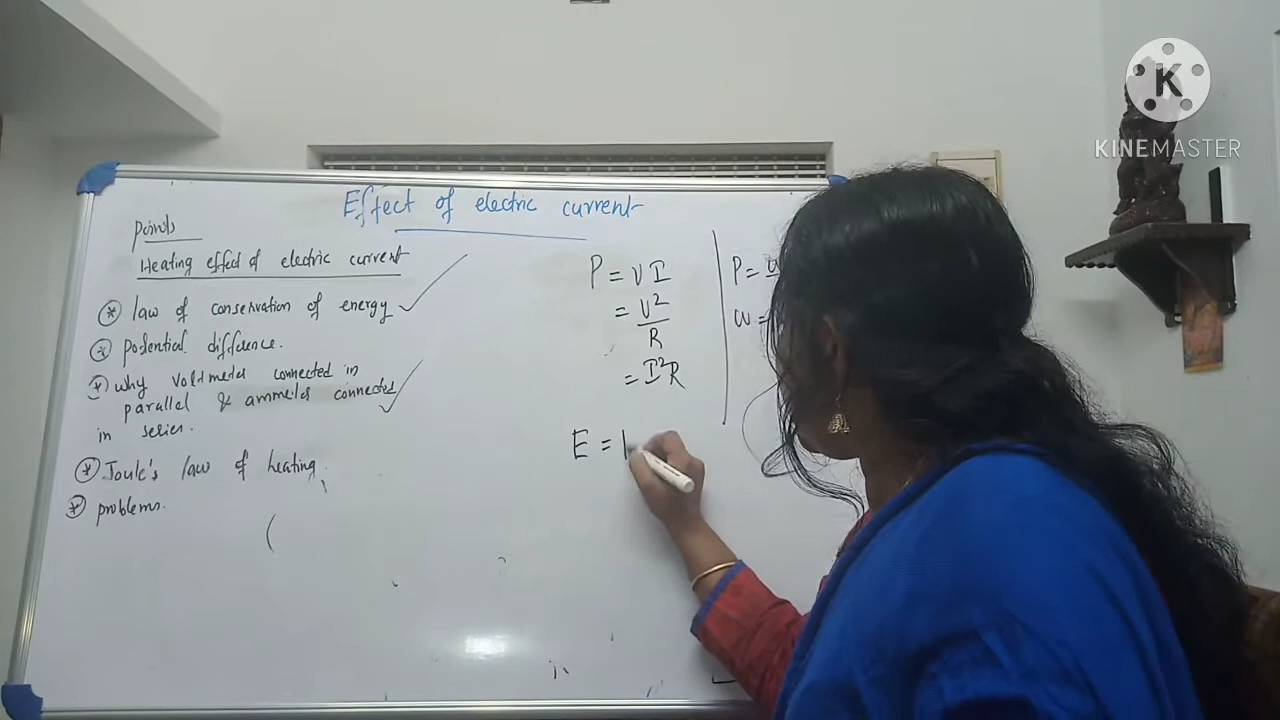 K
KINEMASTER
Effect of electric current
points
Heating effect of electric current
* law of conservation of energy ✓
* potential difference.
* why voltmeter connected in
parallel & ammeter connected ✓
in series.
* Joule's law of heating.
* problems.
P = VI
= V²/R
= I²R
P =
W =
E =